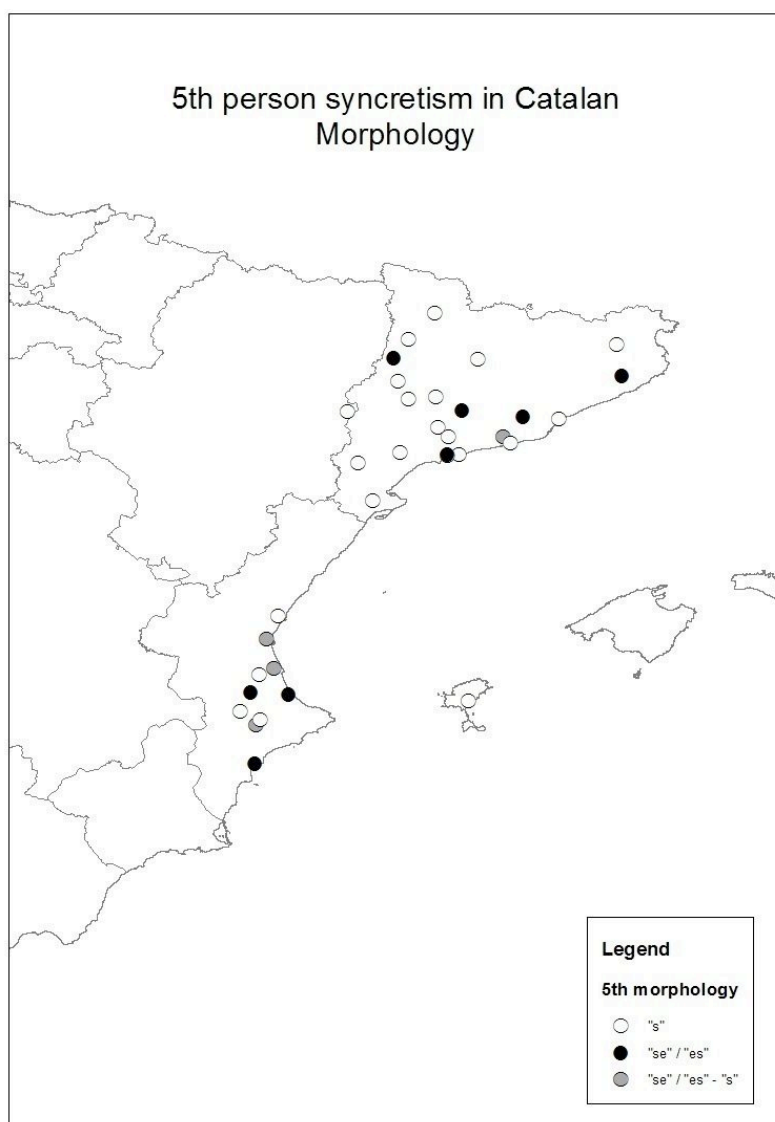 5th person syncretism in Catalan
Morphology
Legend
5th morphology
"s"
"se" / "es"
"se" / "es" - "s"